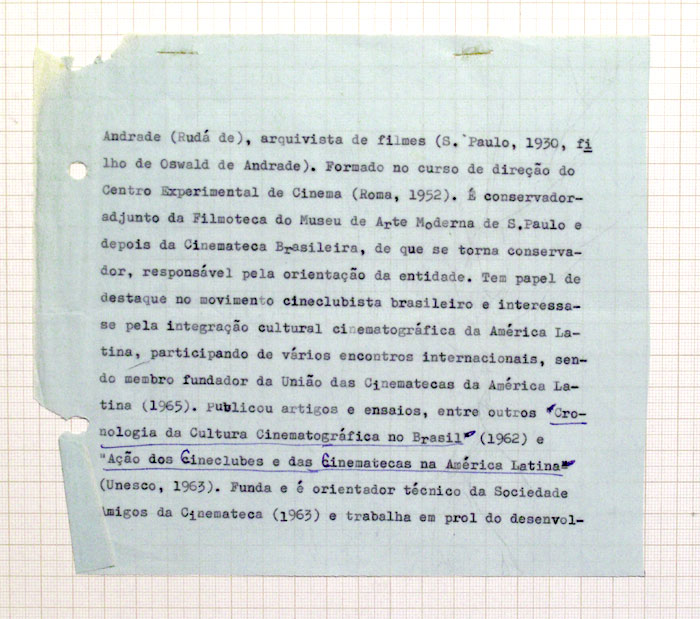 Andrade (Rudá de), arquivista de filmes (S. Paulo, 1930, fi
lho de Oswald de Andrade). Formado no curso de direção do
Centro Experimental de Cinema (Roma, 1952). É conservador-
adjunto da Filmoteca do Museu de Arte Moderna de S.Paulo e
depois da Cinemateca Brasileira, de que se torna conserva-
dor, responsável pela orientação da entidade. Tem papel de
destaque no movimento cineclubista brasileiro e interessa-
se pela integração cultural cinematográfica da América La-
tina, participando de vários encontros internacionais, sen-
do membro fundador da União das Cinematecas da América La-
tina (1965). Publicou artigos e ensaios, entre outros "Cro-
nologia da Cultura Cinematográfica no Brasil" (1962) e
"Ação dos Cineclubes e das Cinematecas na América Latina"
(Unesco, 1963). Funda e é orientador técnico da Sociedade
Amigos da Cinemateca (1963) e trabalha em prol do desenvol-